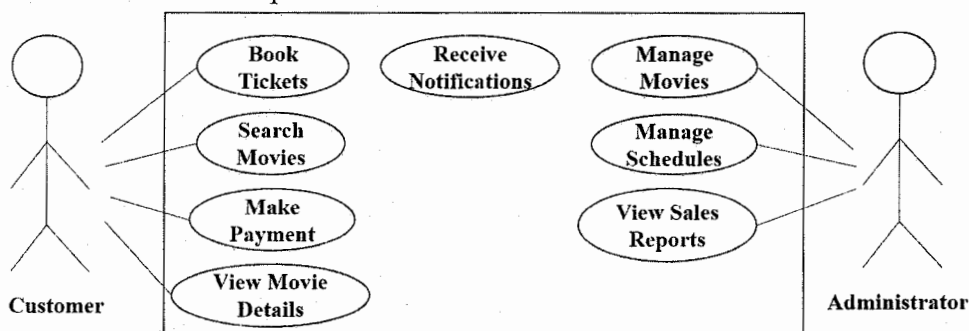 Book
Tickets
Receive
Notifications
Manage
Movies
Search
Movies
Manage
Schedules
Make
Payment
View Sales
Reports
View Movie
Details
Customer
Administrator